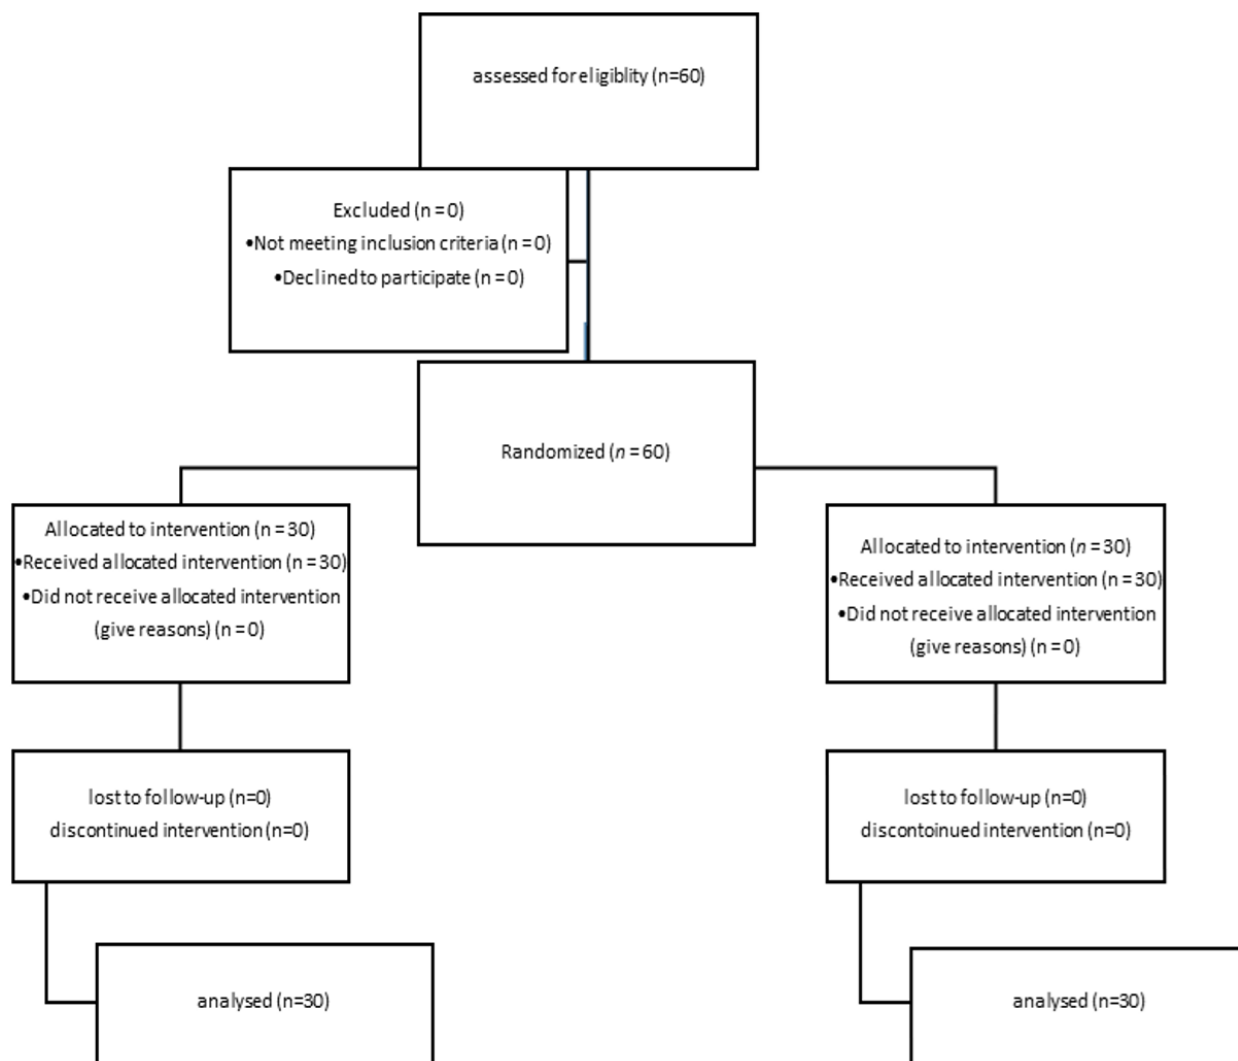 assessed for eligiblity (n=60)
Excluded (n = 0)
•Not meeting inclusion criteria (n = 0)
•Declined to participate (n = 0)
Randomized (n = 60)
Allocated to intervention (n = 30)
•Received allocated intervention (n = 30)
•Did not receive allocated intervention
(give reasons) (n = 0)
Allocated to intervention (n = 30)
•Received allocated intervention (n = 30)
•Did not receive allocated intervention
(give reasons) (n = 0)
lost to follow-up (n=0)
discontinued intervention (n=0)
lost to follow-up (n=0)
discontoinued intervention (n=0)
analysed (n=30)
analysed (n=30)